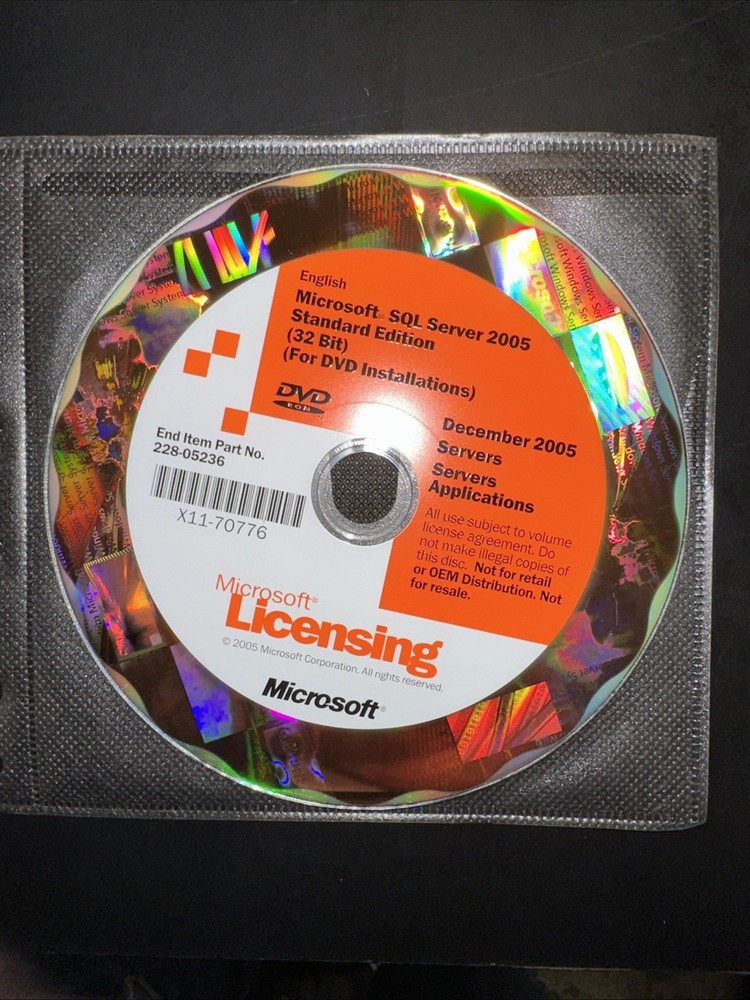 English
Microsoft® SQL Server 2005
Standard Edition
(32 Bit)
(For DVD Installations)
DVD
ROM
December 2005
Servers
Servers
Applications
All use subject to volume
license agreement. Do
not make illegal copies of
this disc. Not for retail
or OEM Distribution. Not
for resale.
End Item Part No.
228-05236
X11-70776
Microsoft®
Licensing
© 2005 Microsoft Corporation. All rights reserved.
Microsoft®